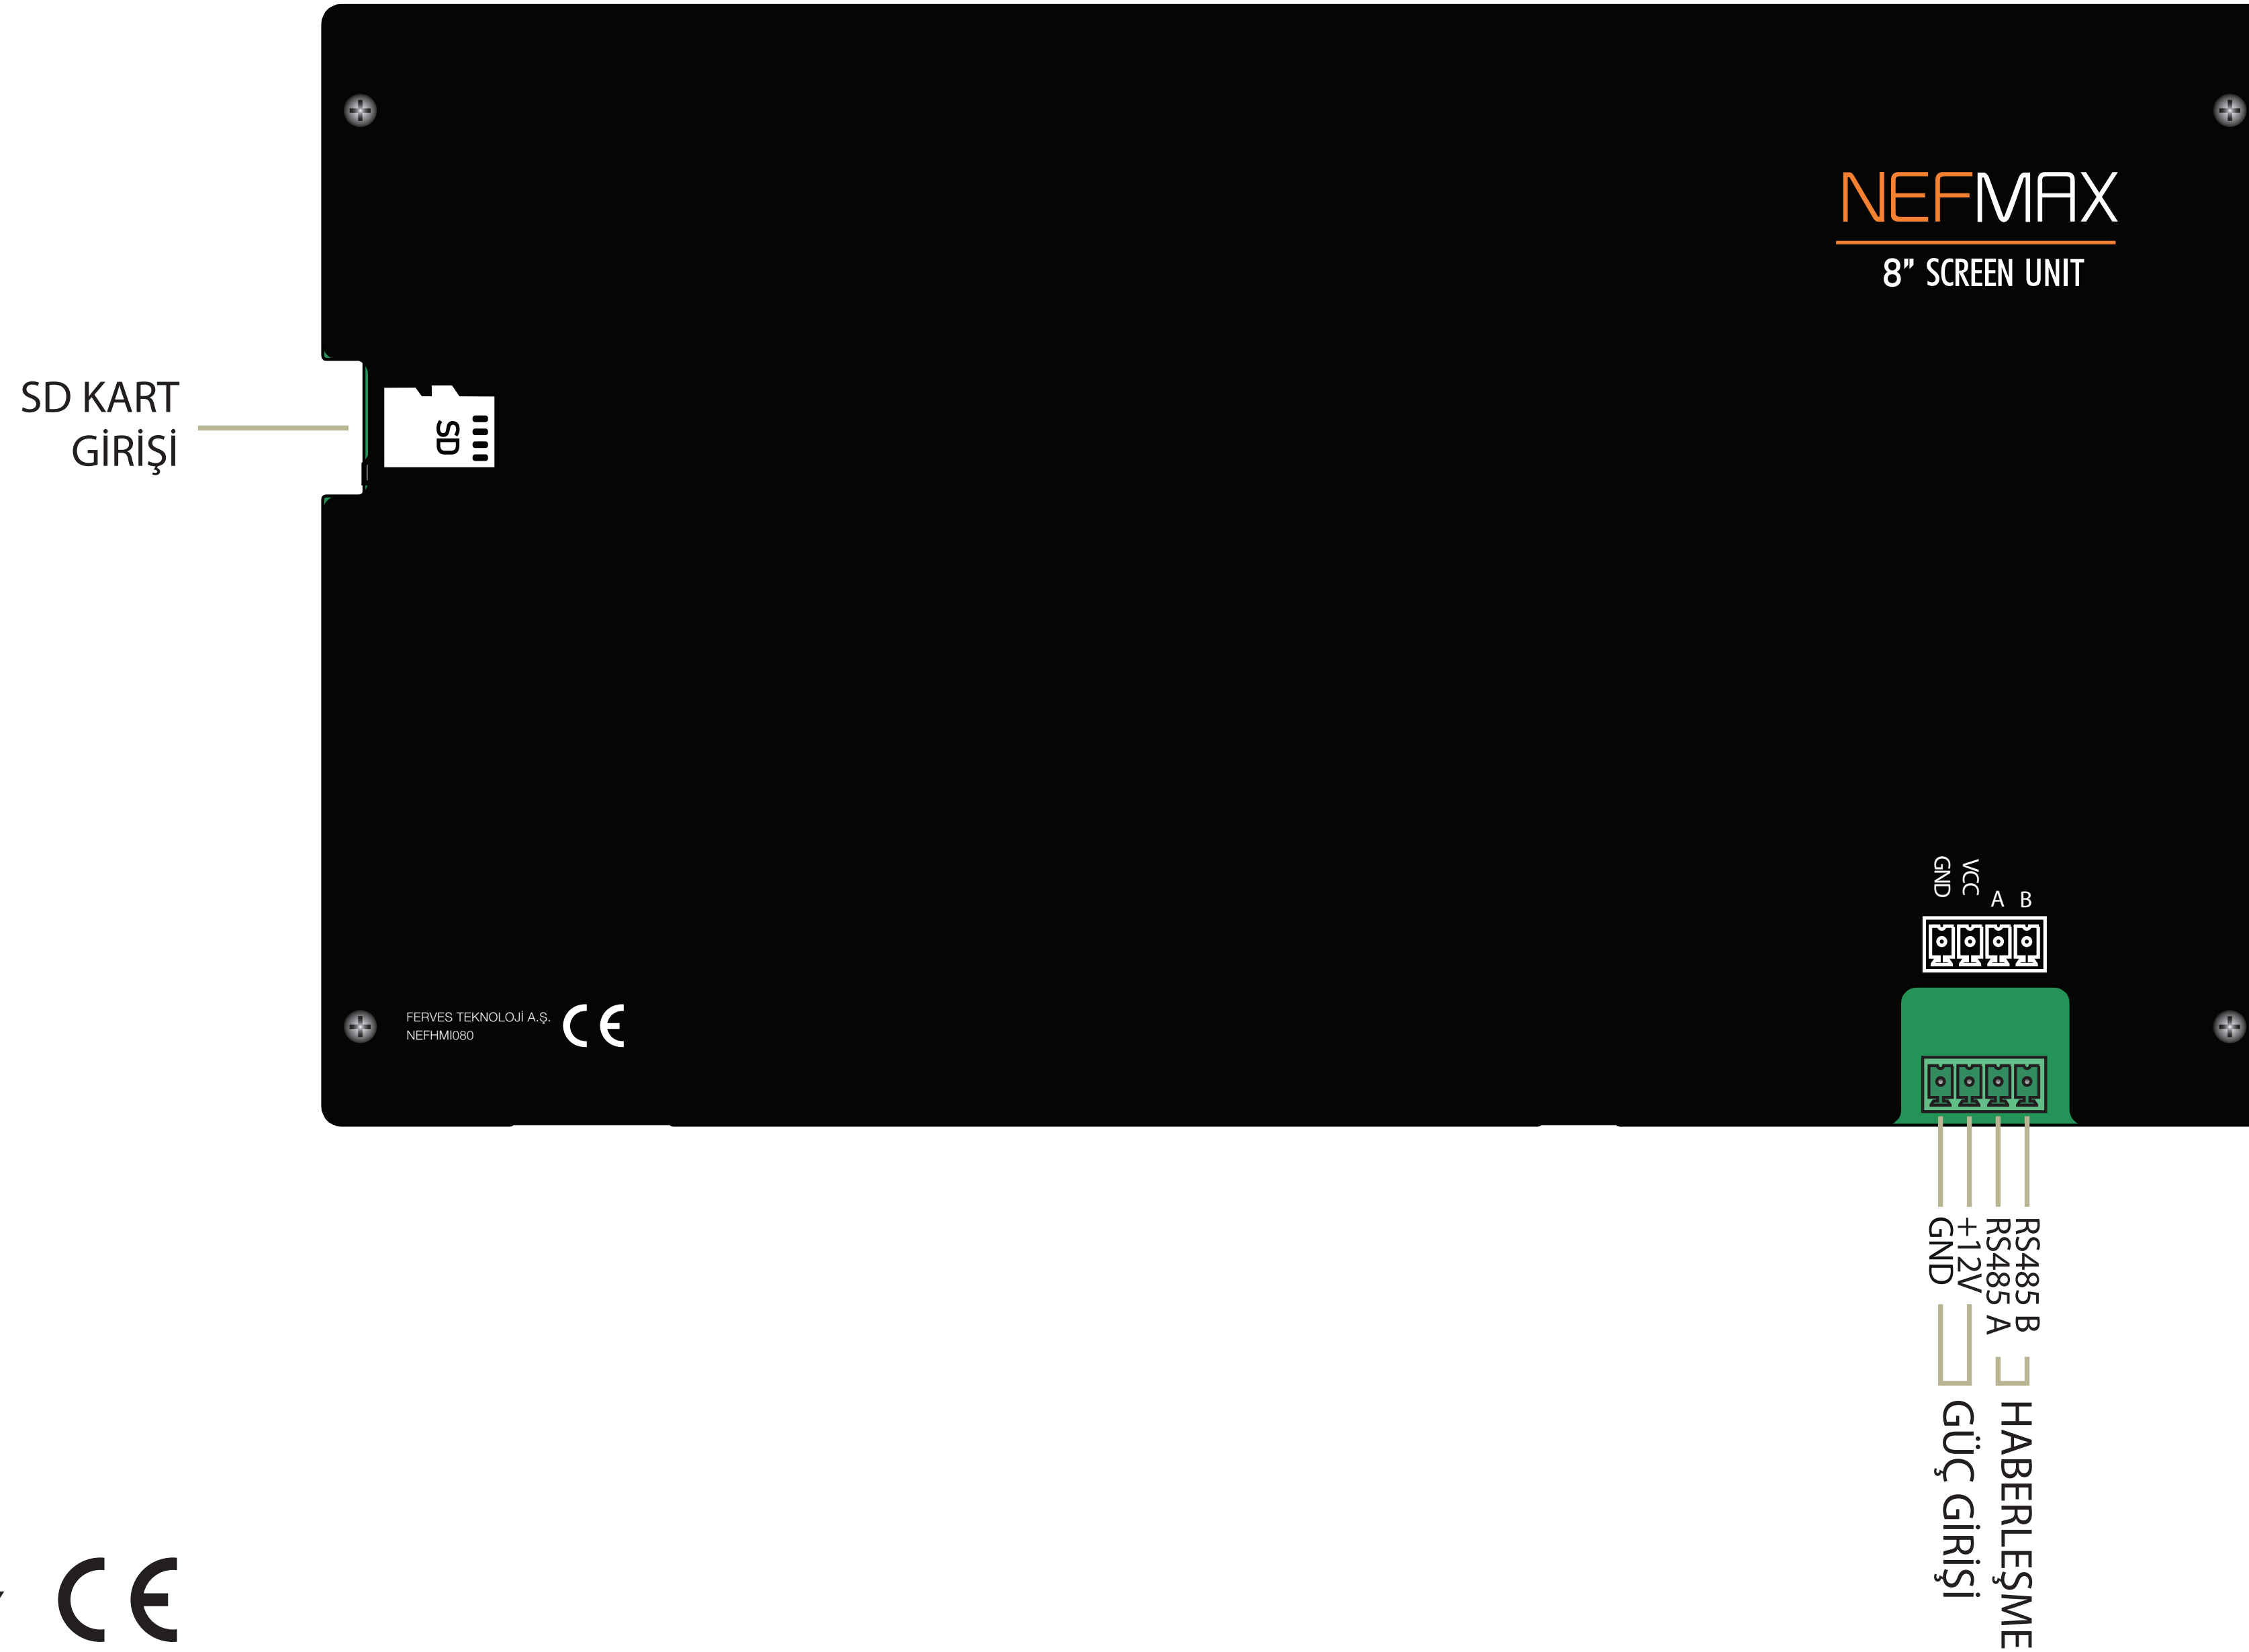 NEFMAX
8” SCREEN UNIT
SD KART
GİRİŞİ
SD
GND
VCC
A
B
FERVES TEKNOLOJİ A.Ş.
NEFHMI080
CE
GND
+12V
RS485 A
RS485 B
GÜÇ GİRİŞİ
HABERLEŞME
CE